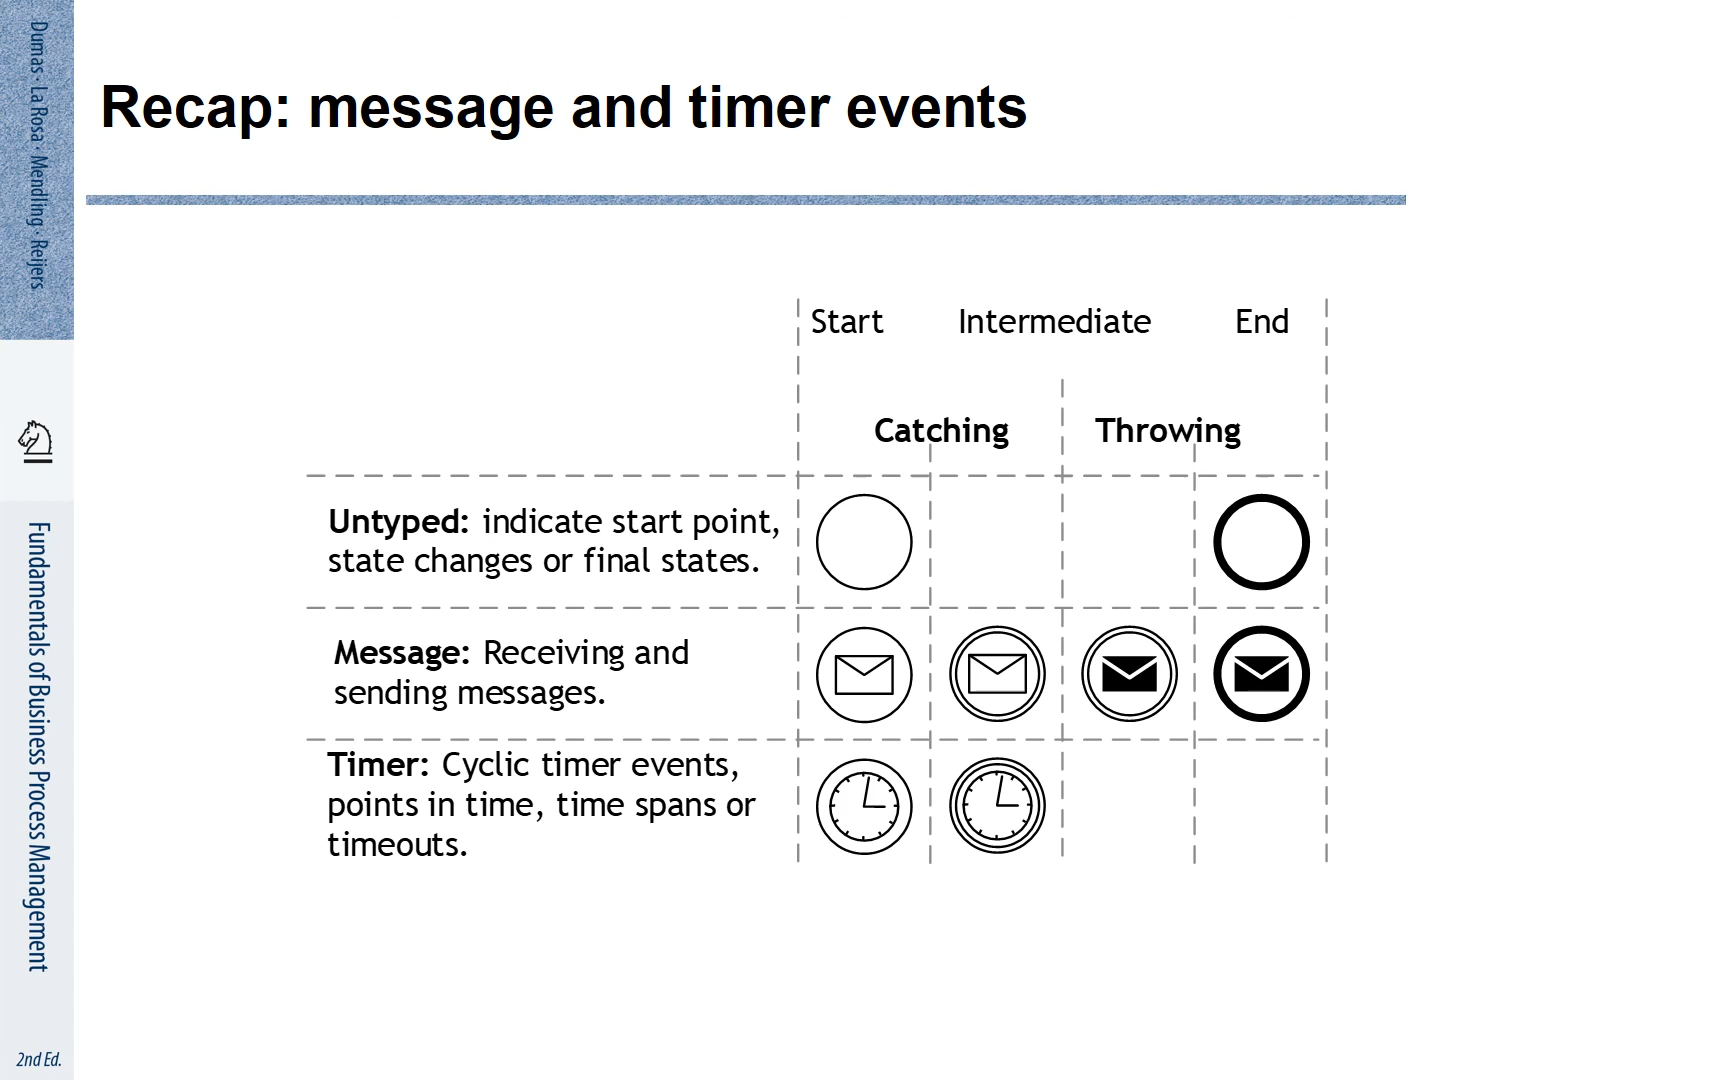 Dumas · La Rosa · Mendling · Reijers
Fundamentals of Business Process Management
2nd Ed.
Recap: message and timer events
Start Intermediate End
Catching Throwing
Untyped: indicate start point,
state changes or final states.
Message: Receiving and
sending messages.
Timer: Cyclic timer events,
points in time, time spans or
timeouts.